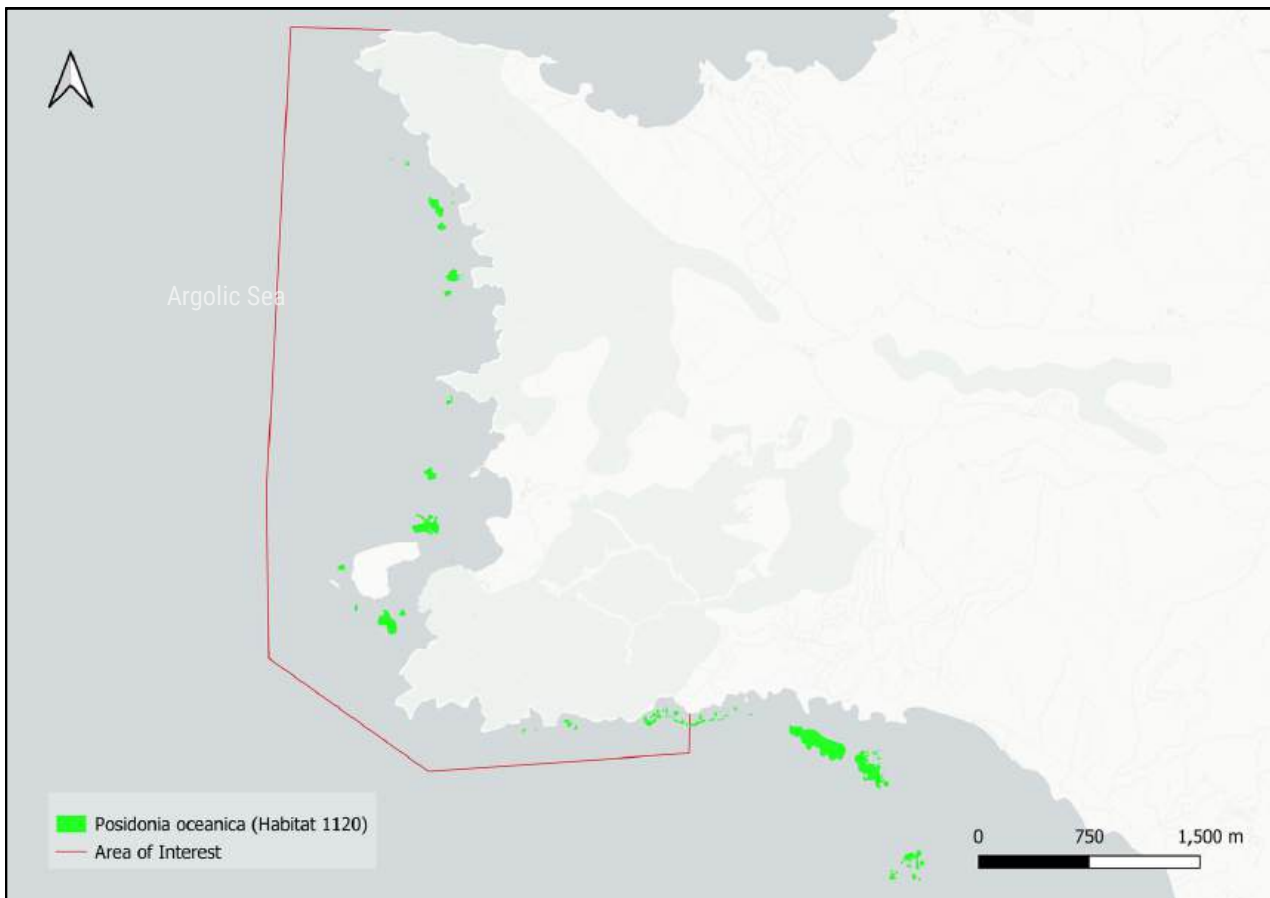 Argolic Sea
Posidonia oceanica (Habitat 1120)
Area of Interest
0 750 1,500 m